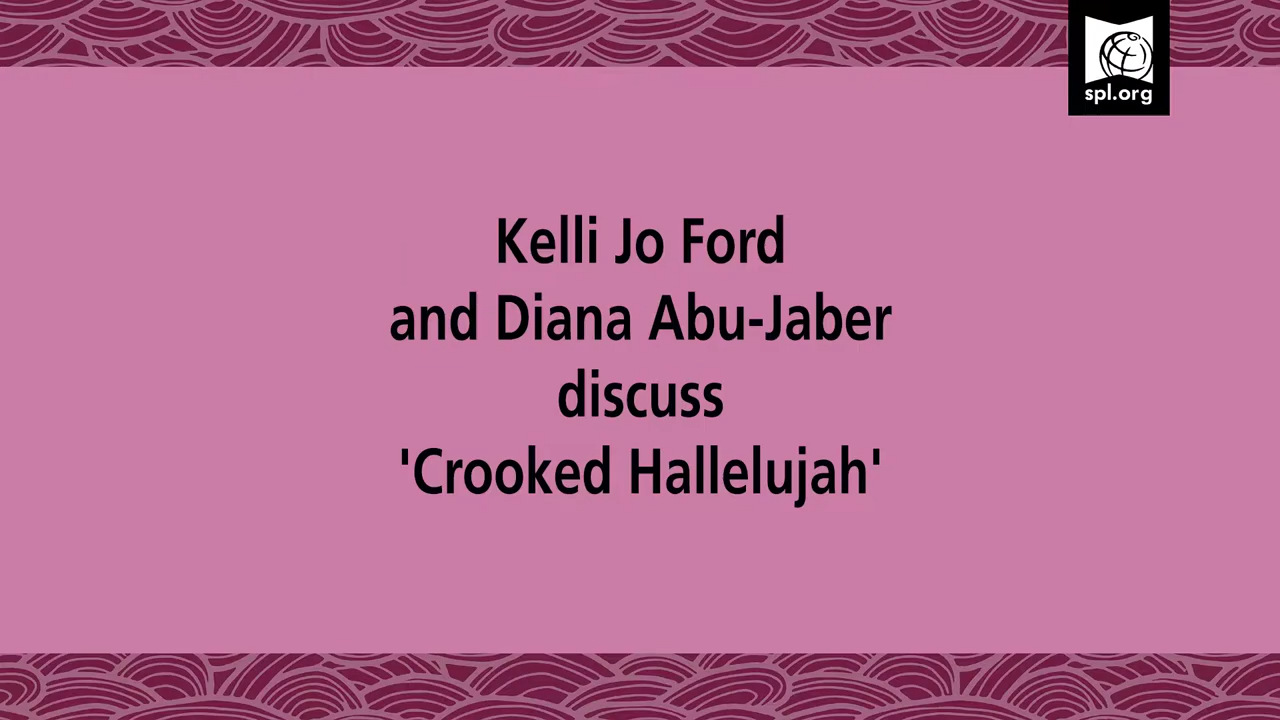 spl.org
Kelli Jo Ford
and Diana Abu-Jaber
discuss
'Crooked Hallelujah'